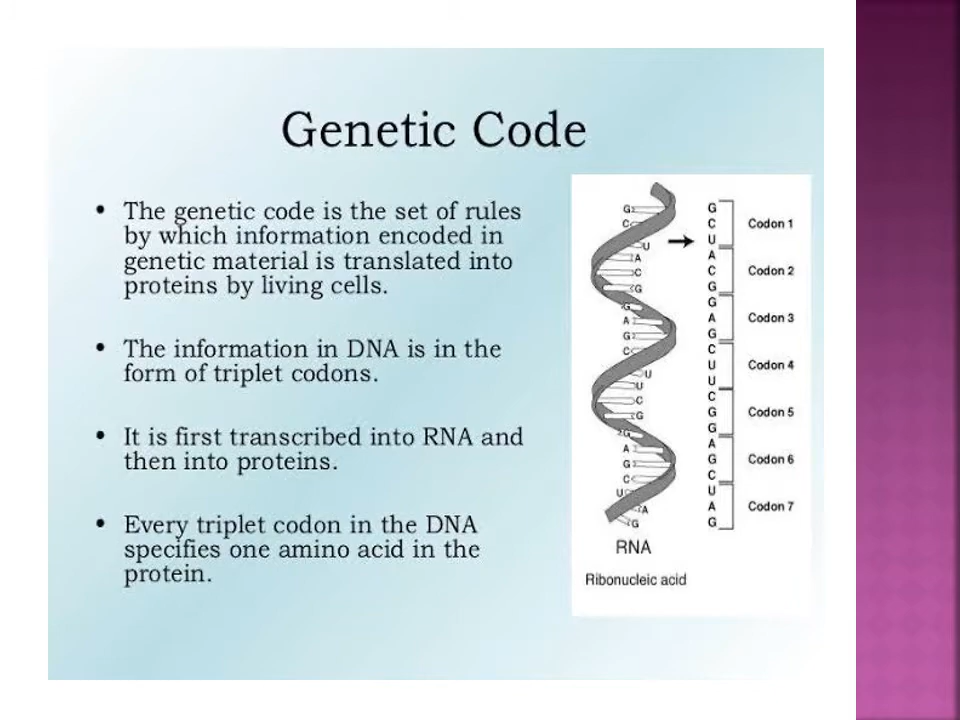 Genetic Code
• The genetic code is the set of rules
by which information encoded in
genetic material is translated into
proteins by living cells.
• The information in DNA is in the
form of triplet codons.
• It is first transcribed into RNA and
then into proteins.
• Every triplet codon in the DNA
specifies one amino acid in the
protein.
G
C
U
A
C
G
G
A
G
C
U
U
C
G
G
A
G
C
U
A
G
RNA
Ribonucleic acid
G
C
U
Codon 1
A
C
G
Codon 2
G
A
G
Codon 3
C
U
U
Codon 4
C
G
G
Codon 5
A
G
C
Codon 6
U
A
G
Codon 7